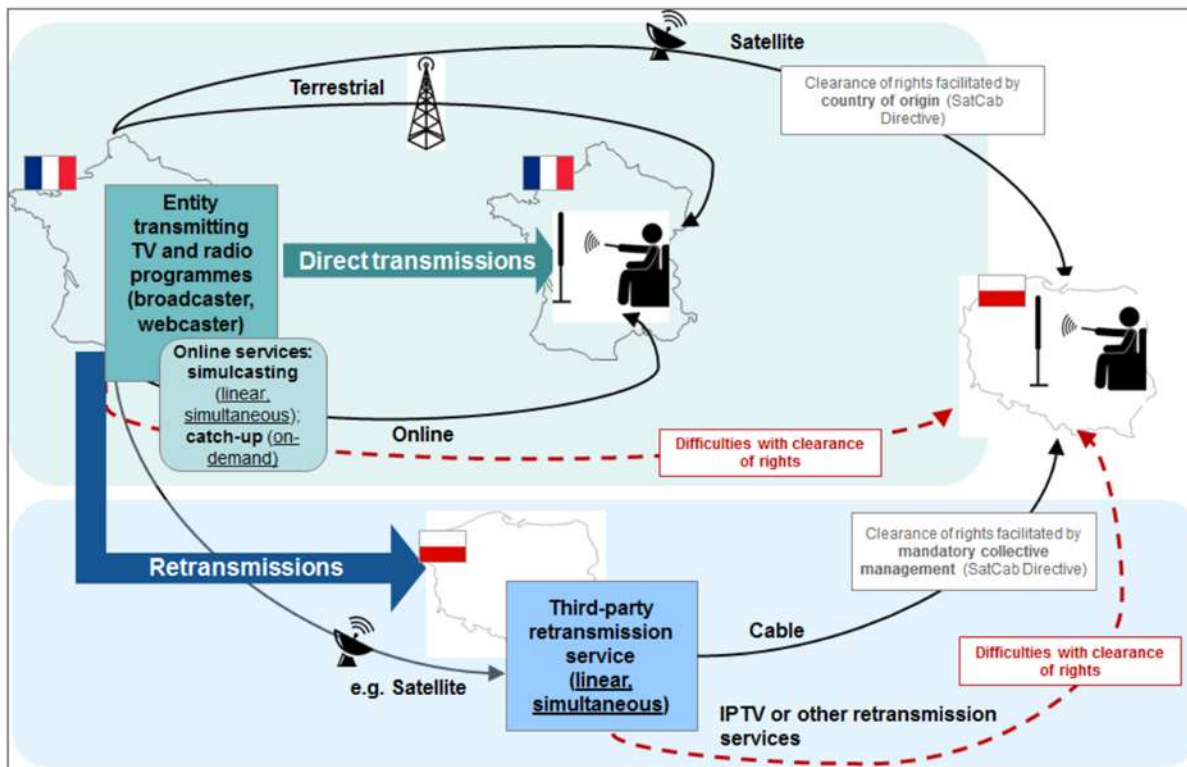 Satellite
Terrestrial
Clearance of rights facilitated by
country of origin (SatCab
Directive)
Entity
transmitting
TV and radio
programmes
(broadcaster,
webcaster)
Direct transmissions
Online services:
simulcasting
(linear,
simultaneous);
catch-up (on-
demand)
Online
Difficulties with clearance
of rights
Retransmissions
Clearance of rights facilitated by
mandatory collective
management (SatCab Directive)
Third-party
retransmission
service
(linear,
simultaneous)
Cable
Difficulties with clearance
of rights
e.g. Satellite
IPTV or other retransmission
services